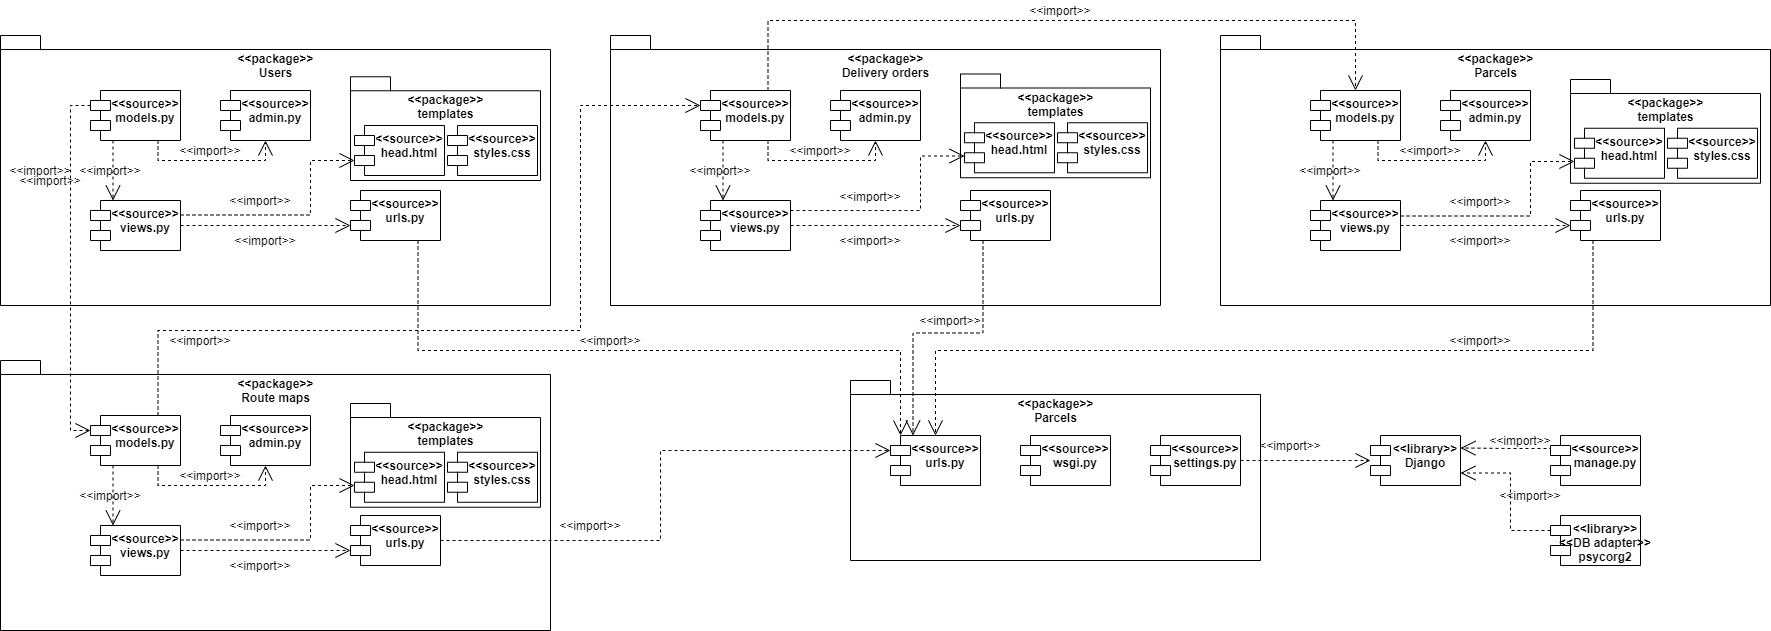 <<import>>
<<package>>
Users
<<source>>
models.py
<<source>>
admin.py
<<package>>
templates
<<source>>
head.html
<<source>>
styles.css
<<import>>
<<import>>
<<import>>
<<import>>
<<source>>
views.py
<<import>>
<<import>>
<<source>>
urls.py
<<package>>
Delivery orders
<<source>>
models.py
<<source>>
admin.py
<<package>>
templates
<<source>>
head.html
<<source>>
styles.css
<<import>>
<<import>>
<<source>>
views.py
<<import>>
<<import>>
<<source>>
urls.py
<<package>>
Parcels
<<source>>
models.py
<<source>>
admin.py
<<package>>
templates
<<source>>
head.html
<<source>>
styles.css
<<import>>
<<import>>
<<source>>
views.py
<<import>>
<<import>>
<<source>>
urls.py
<<import>>
<<import>>
<<import>>
<<import>>
<<package>>
Route maps
<<source>>
models.py
<<source>>
admin.py
<<package>>
templates
<<source>>
head.html
<<source>>
styles.css
<<import>>
<<import>>
<<source>>
views.py
<<import>>
<<import>>
<<source>>
urls.py
<<import>>
<<package>>
Parcels
<<source>>
urls.py
<<source>>
wsgi.py
<<source>>
settings.py
<<import>>
<<library>>
Django
<<import>>
<<source>>
manage.py
<<import>>
<<library>>
<<DB adapter>>
psycorg2